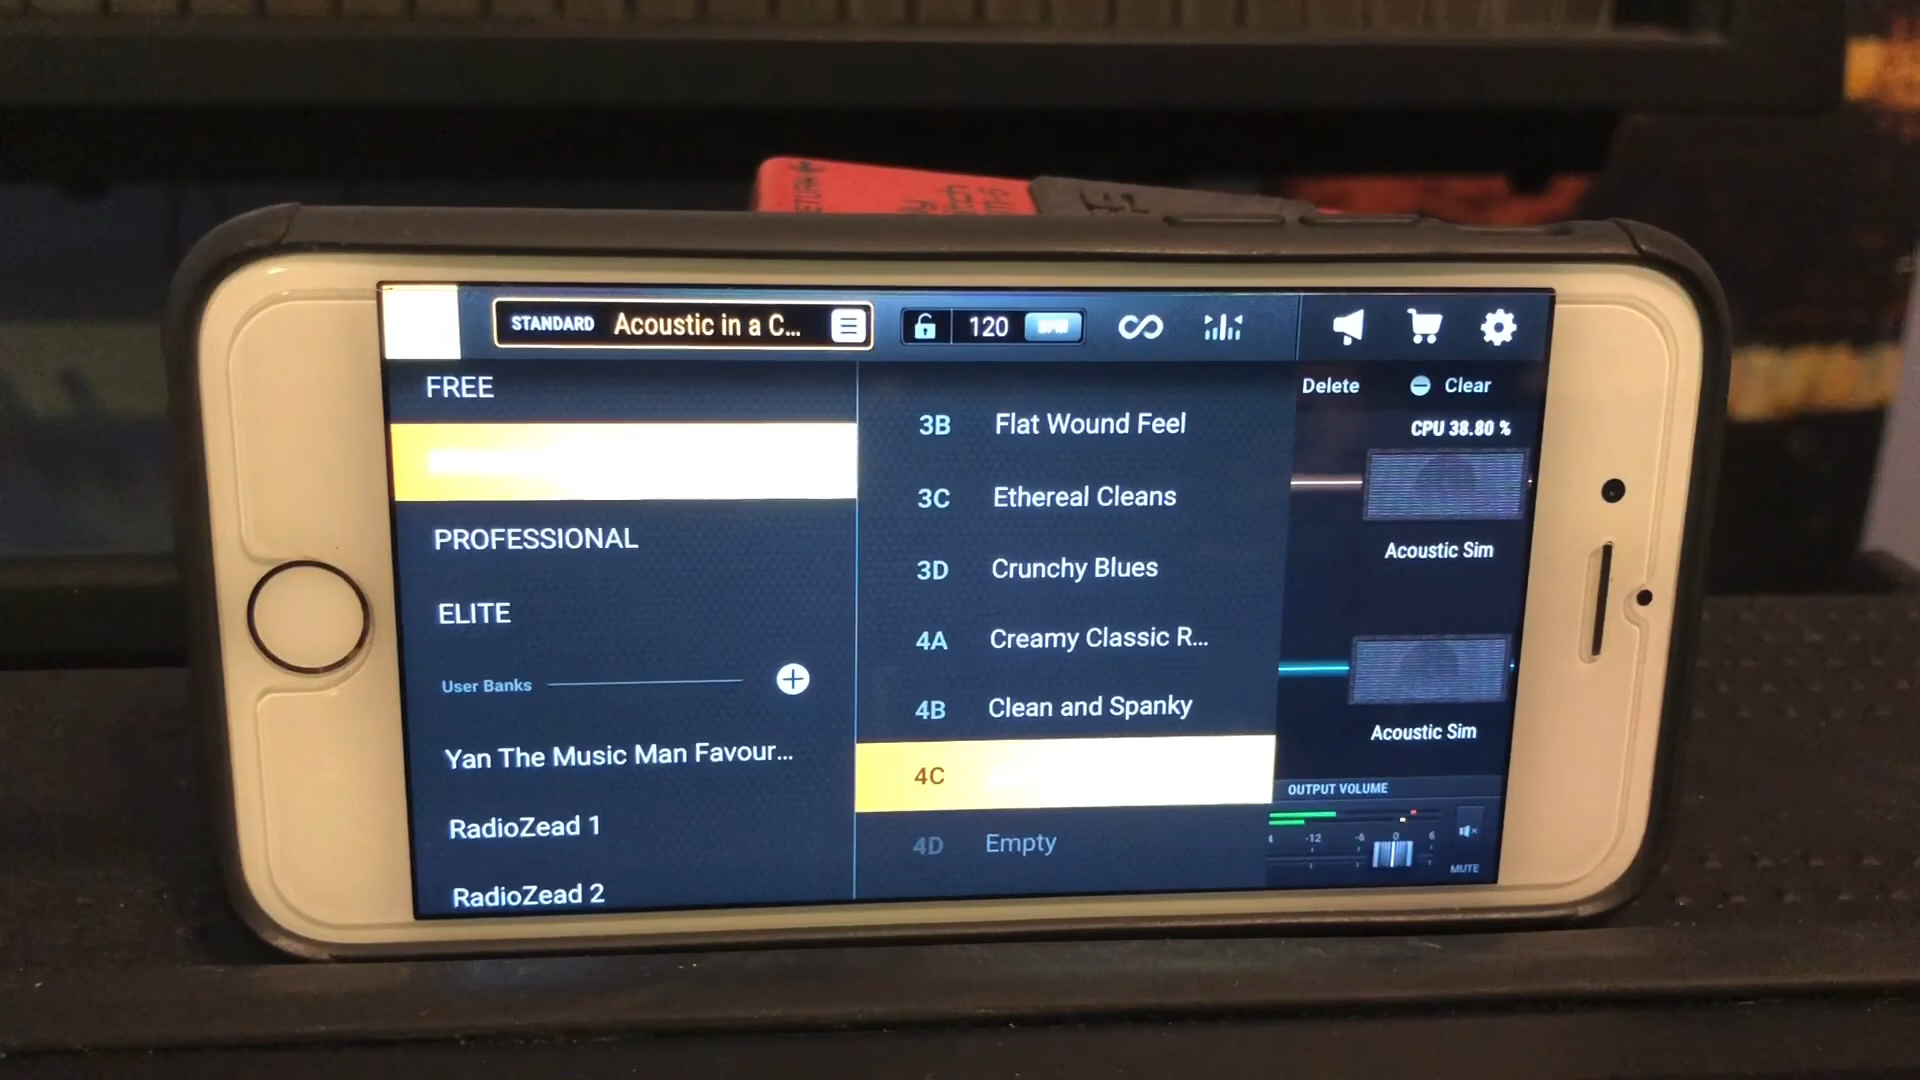 STANDARD Acoustic in a C...
120 BPM
Delete
Clear
CPU 38.80 %
FREE
PROFESSIONAL
ELITE
User Banks
Yan The Music Man Favour...
RadioZead 1
RadioZead 2
3B Flat Wound Feel
3C Ethereal Cleans
3D Crunchy Blues
4A Creamy Classic R...
4B Clean and Spanky
4C
4D Empty
Acoustic Sim
Acoustic Sim
OUTPUT VOLUME
-12 -6 0 6
MUTE